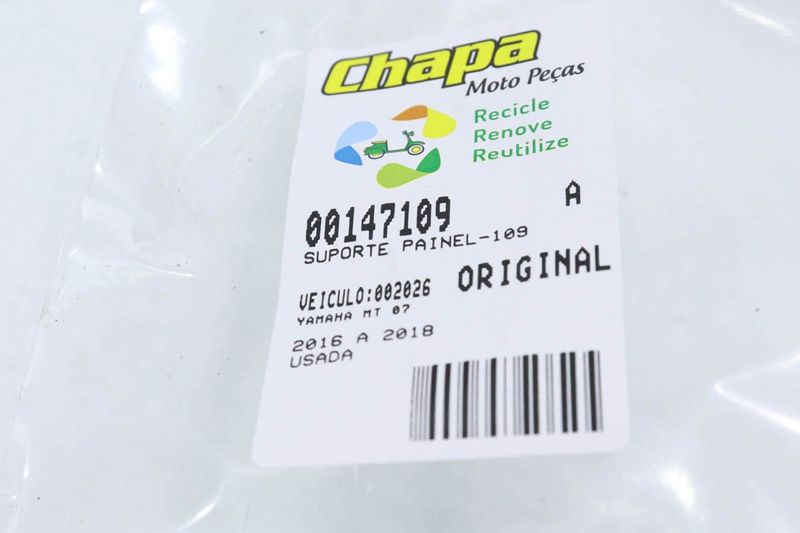 Chapa
Moto Peças
Recicle
Renove
Reutilize
00147109 A
SUPORTE PAINEL-109
VEICULO:002026 ORIGINAL
YAMAHA MT 07
2016 A 2018
USADA